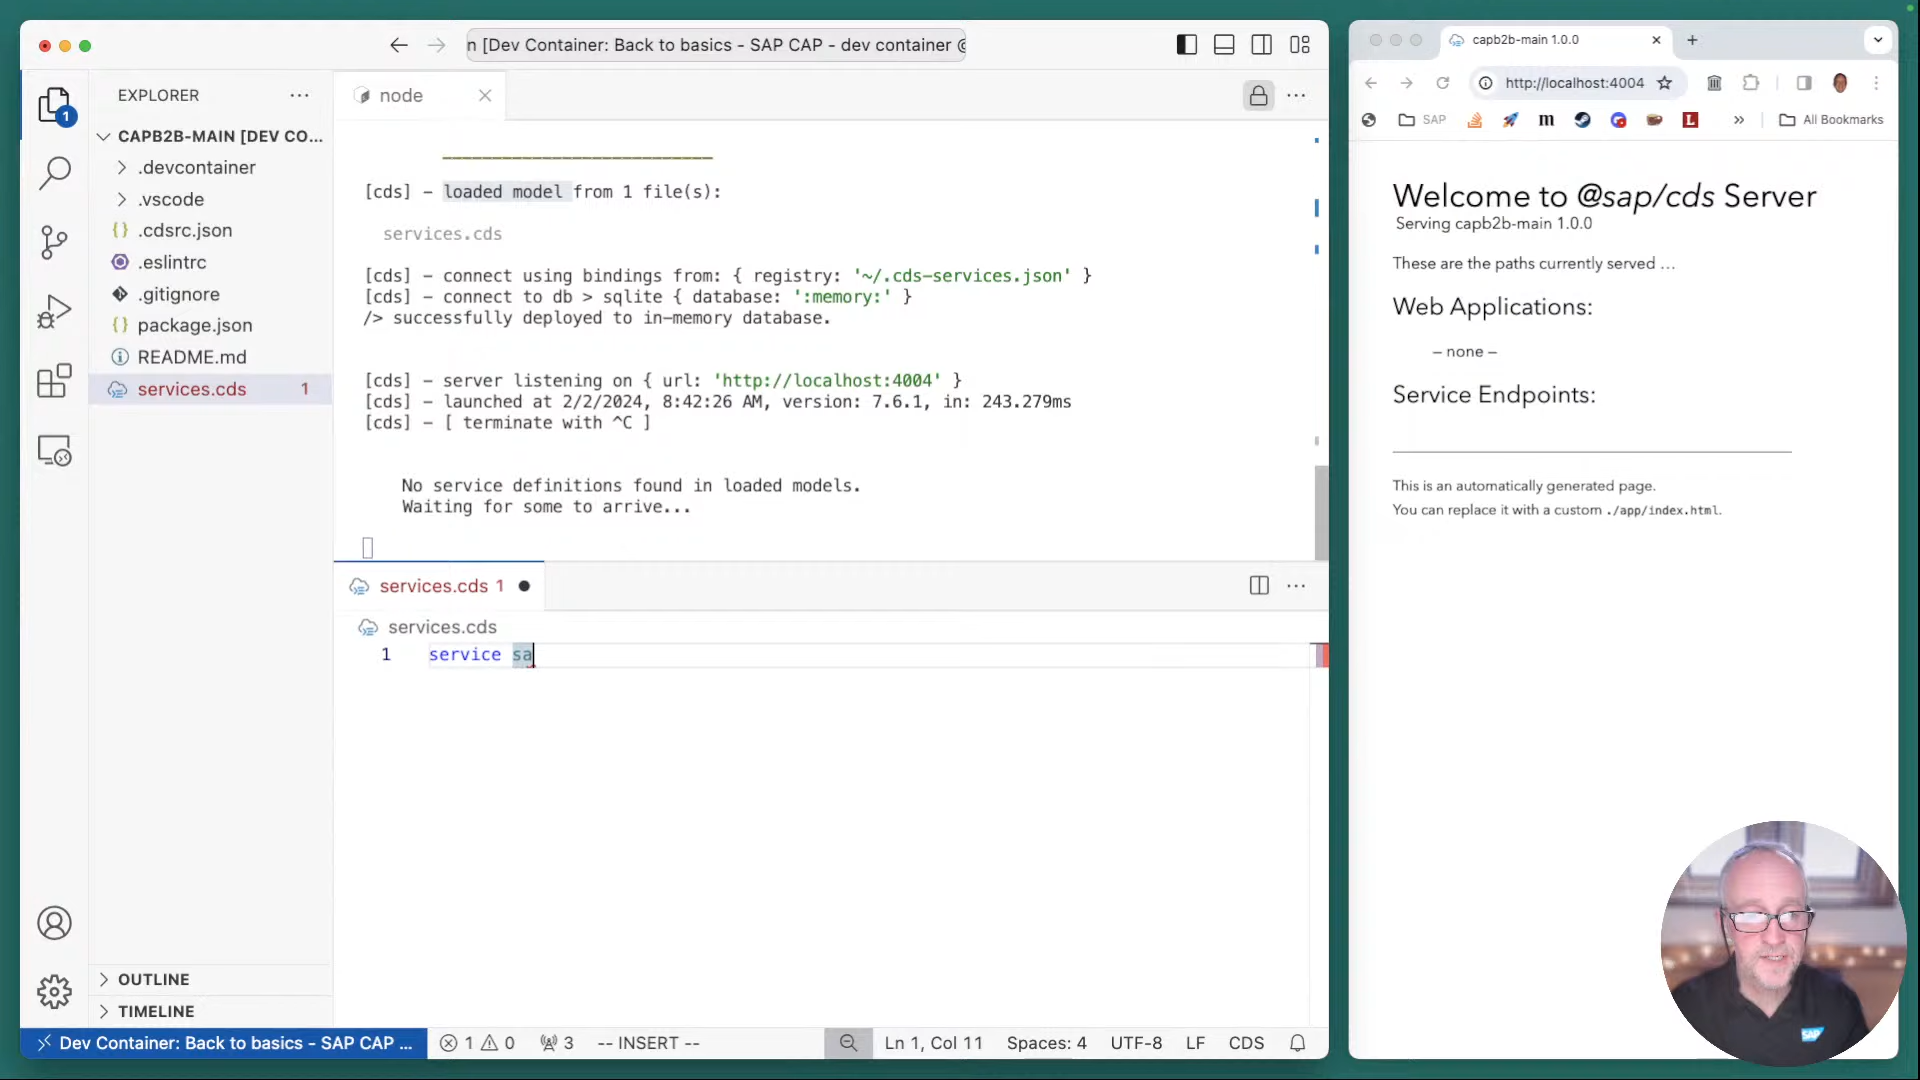 n [Dev Container: Back to basics - SAP CAP - dev container @
EXPLORER
CAPB2B-MAIN [DEV CO...
.devcontainer
.vscode
{} .cdsrc.json
.eslintrc
.gitignore
{} package.json
README.md
services.cds 1
1
OUTLINE
TIMELINE
node
[cds] - loaded model from 1 file(s):
services.cds
[cds] - connect using bindings from: { registry: '~/.cds-services.json' }
[cds] - connect to db > sqlite { database: ':memory:' }
/> successfully deployed to in-memory database.
[cds] - server listening on { url: 'http://localhost:4004' }
[cds] - launched at 2/2/2024, 8:42:26 AM, version: 7.6.1, in: 243.279ms
[cds] - [ terminate with ^C ]
No service definitions found in loaded models.
Waiting for some to arrive...
services.cds 1
services.cds
1 service sa
Dev Container: Back to basics - SAP CAP ...
1 0 3 -- INSERT --
Ln 1, Col 11 Spaces: 4 UTF-8 LF CDS
capb2b-main 1.0.0
http://localhost:4004
SAP
m
L
» All Bookmarks
Welcome to @sap/cds Server
Serving capb2b-main 1.0.0
These are the paths currently served …
Web Applications:
– none –
Service Endpoints:
This is an automatically generated page.
You can replace it with a custom ./app/index.html.
SAP